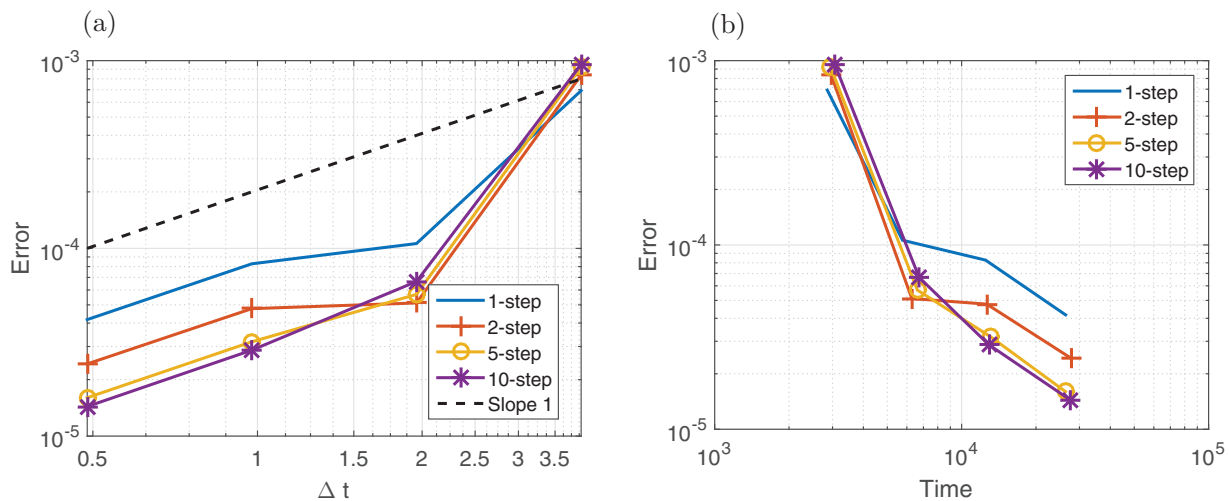 (a)
10^-3
10^-4
10^-5
Error
0.5 1 1.5 2 2.5 3 3.5
Δ t
1-step
2-step
5-step
10-step
Slope 1
(b)
10^-3
10^-4
10^-5
Error
10^3 10^4 10^5
Time
1-step
2-step
5-step
10-step